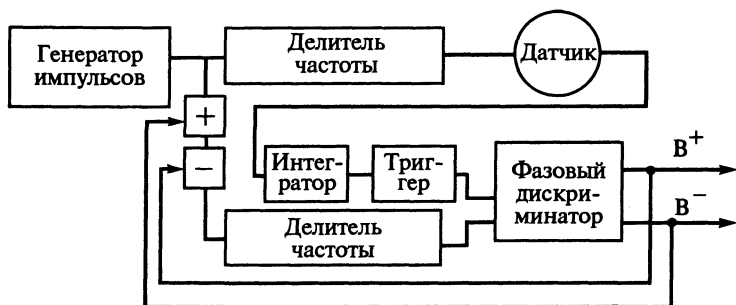 Генератор
импульсов
Делитель
частоты
Датчик
+
−
Интег-
ратор
Триг-
гер
Фазовый
дискри-
минатор
B+
B−
Делитель
частоты